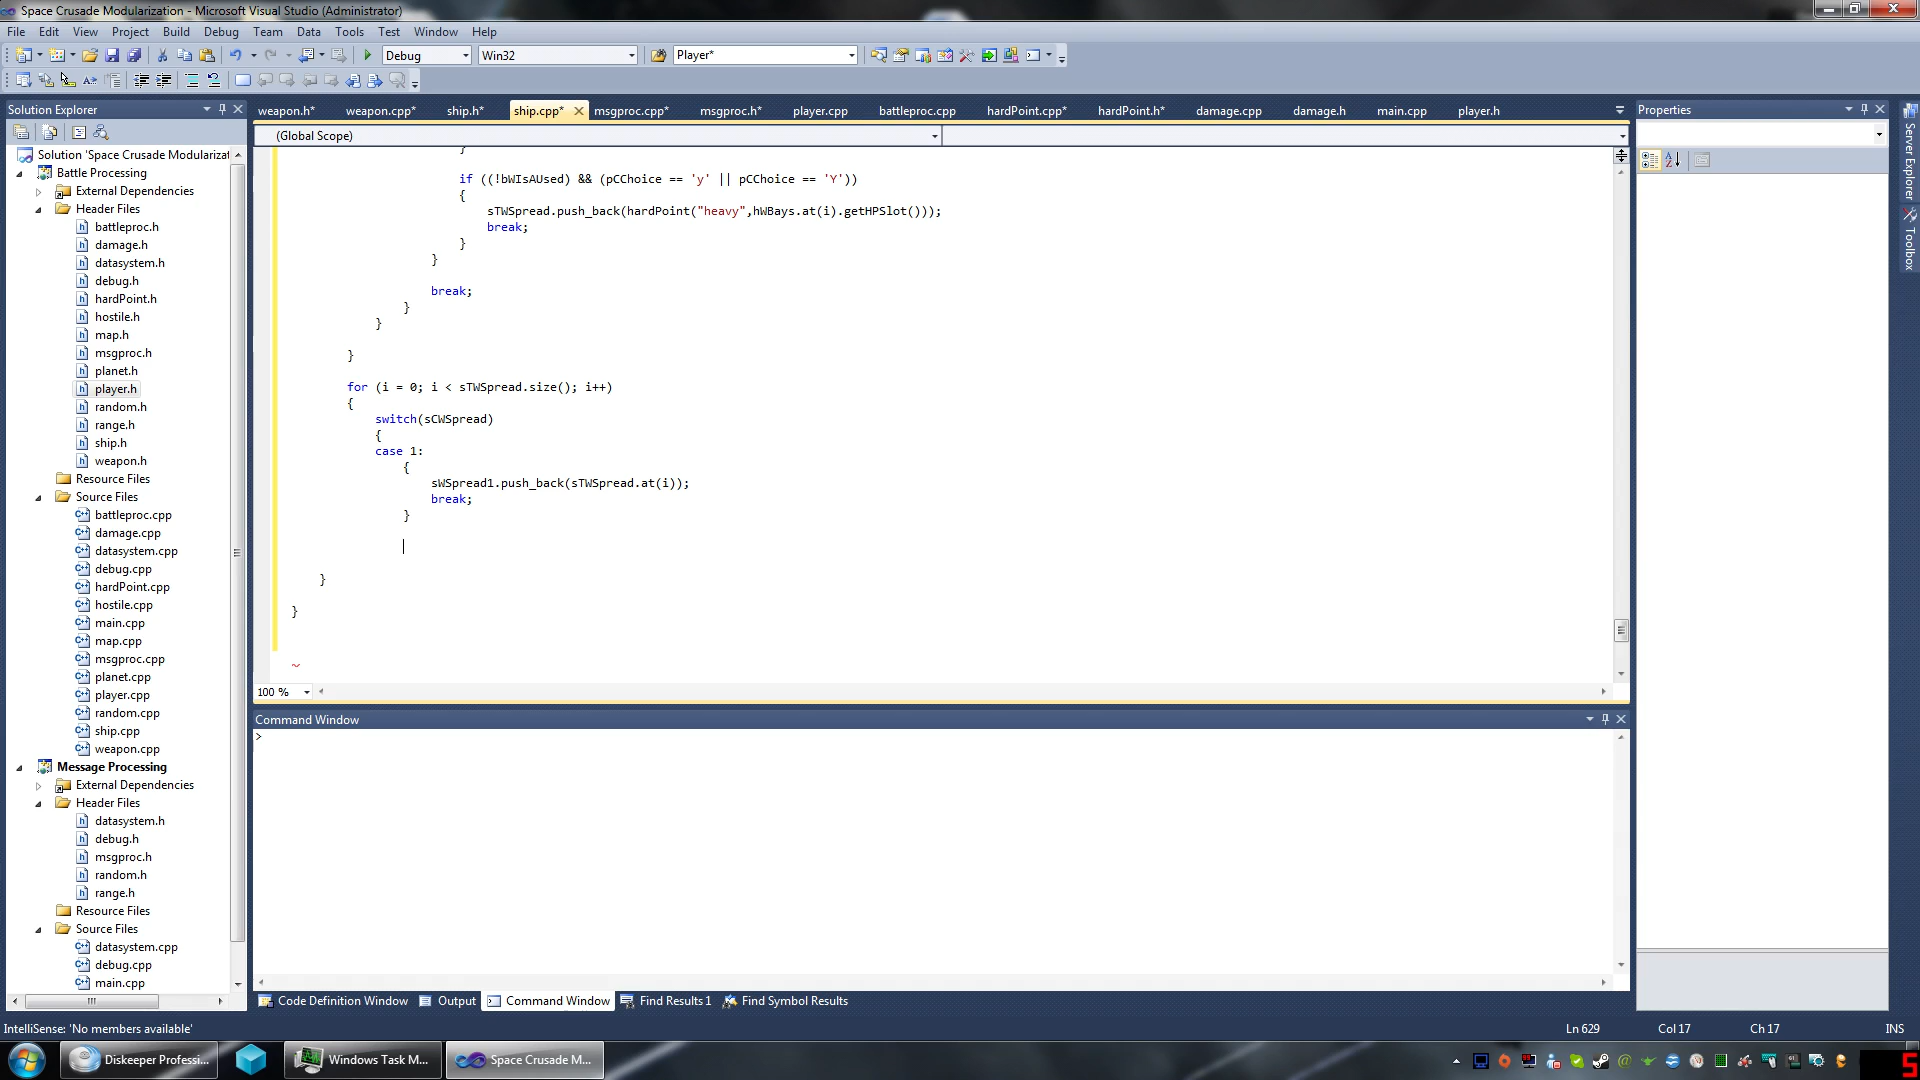 Space Crusade Modularization - Microsoft Visual Studio (Administrator)
File Edit View Project Build Debug Team Data Tools Test Window Help
Debug Win32 Player*
Solution Explorer
weapon.h* weapon.cpp* ship.h* ship.cpp* msgproc.cpp* msgproc.h* player.cpp battleproc.cpp hardPoint.cpp* hardPoint.h* damage.cpp damage.h main.cpp player.h
Properties
(Global Scope)
Server Explorer
Toolbox
Solution 'Space Crusade Modularizat
Battle Processing
External Dependencies
Header Files
battleproc.h
damage.h
datasystem.h
debug.h
hardPoint.h
hostile.h
map.h
msgproc.h
planet.h
player.h
random.h
range.h
ship.h
weapon.h
Resource Files
Source Files
battleproc.cpp
damage.cpp
datasystem.cpp
debug.cpp
hardPoint.cpp
hostile.cpp
main.cpp
map.cpp
msgproc.cpp
planet.cpp
player.cpp
random.cpp
ship.cpp
weapon.cpp
Message Processing
External Dependencies
Header Files
datasystem.h
debug.h
msgproc.h
random.h
range.h
Resource Files
Source Files
datasystem.cpp
debug.cpp
main.cpp
}
if ((!bWIsAUsed) && (pCChoice == 'y' || pCChoice == 'Y'))
{
sTWSpread.push_back(hardPoint("heavy",hWBays.at(i).getHPSlot()));
break;
}
}
break;
}
}
}
for (i = 0; i < sTWSpread.size(); i++)
{
switch(sCWSpread)
{
case 1:
{
sWSpread1.push_back(sTWSpread.at(i));
break;
}
}
}
~
100 %
Command Window
>
Code Definition Window Output Command Window Find Results 1 Find Symbol Results
IntelliSense: 'No members available' Ln 629 Col 17 Ch 17 INS
Diskeeper Professi... Windows Task M... Space Crusade M...
5